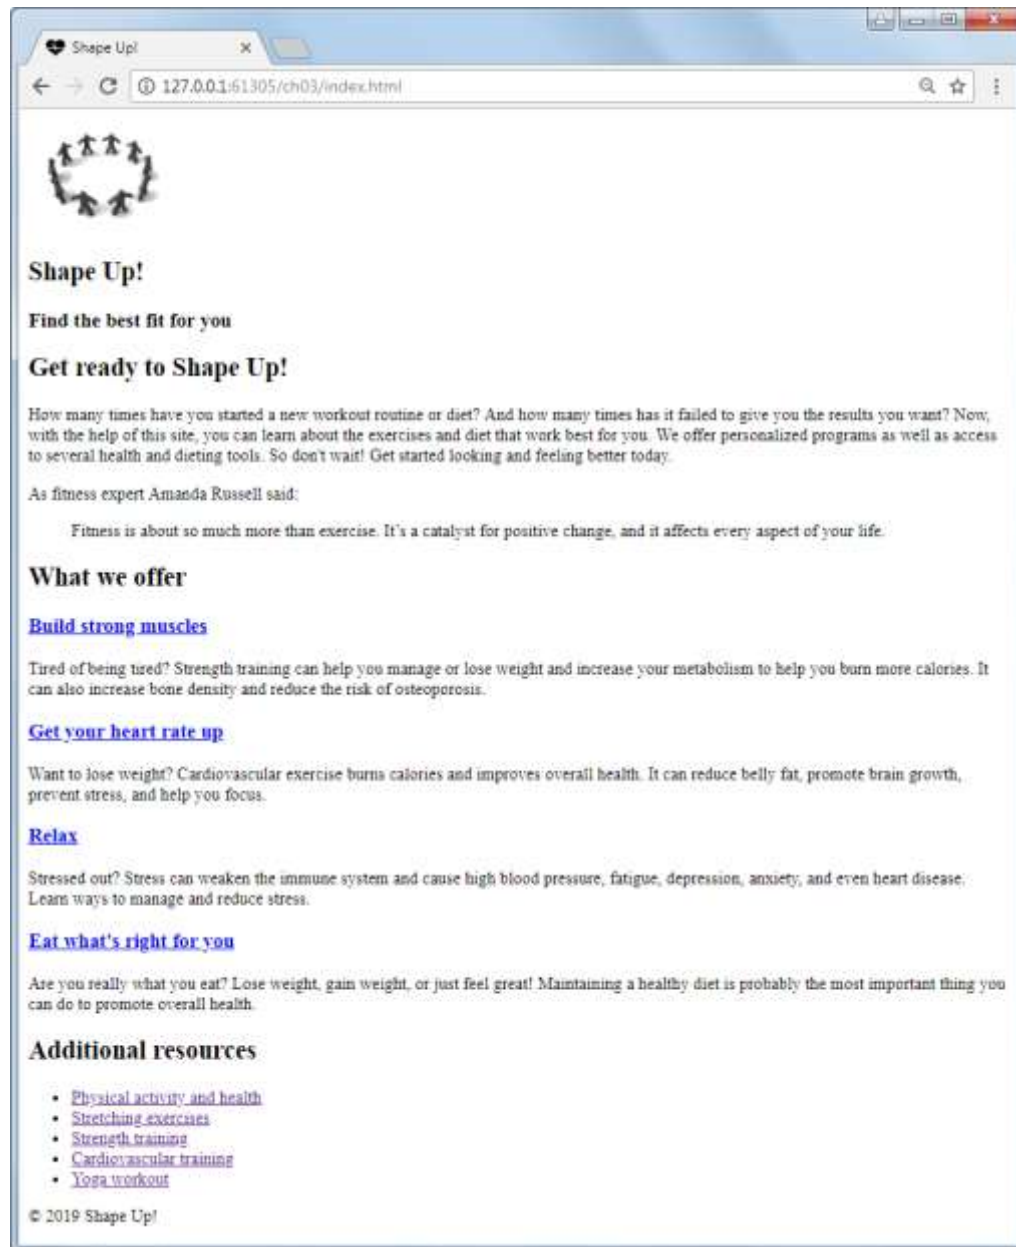 Shape Up!
127.0.0.1:61305/ch03/index.html
Shape Up!
Find the best fit for you
Get ready to Shape Up!
How many times have you started a new workout routine or diet? And how many times has it failed to give you the results you want? Now,
with the help of this site, you can learn about the exercises and diet that work best for you. We offer personalized programs as well as access
to several health and dieting tools. So don't wait! Get started looking and feeling better today.
As fitness expert Amanda Russell said:
Fitness is about so much more than exercise. It's a catalyst for positive change, and it affects every aspect of your life.
What we offer
Build strong muscles
Tired of being tired? Strength training can help you manage or lose weight and increase your metabolism to help you burn more calories. It
can also increase bone density and reduce the risk of osteoporosis.
Get your heart rate up
Want to lose weight? Cardiovascular exercise burns calories and improves overall health. It can reduce belly fat, promote brain growth,
prevent stress, and help you focus.
Relax
Stressed out? Stress can weaken the immune system and cause high blood pressure, fatigue, depression, anxiety, and even heart disease.
Learn ways to manage and reduce stress.
Eat what's right for you
Are you really what you eat? Lose weight, gain weight, or just feel great! Maintaining a healthy diet is probably the most important thing you
can do to promote overall health.
Additional resources
• Physical activity and health
• Stretching exercises
• Strength training
• Cardiovascular training
• Yoga workout
© 2019 Shape Up!